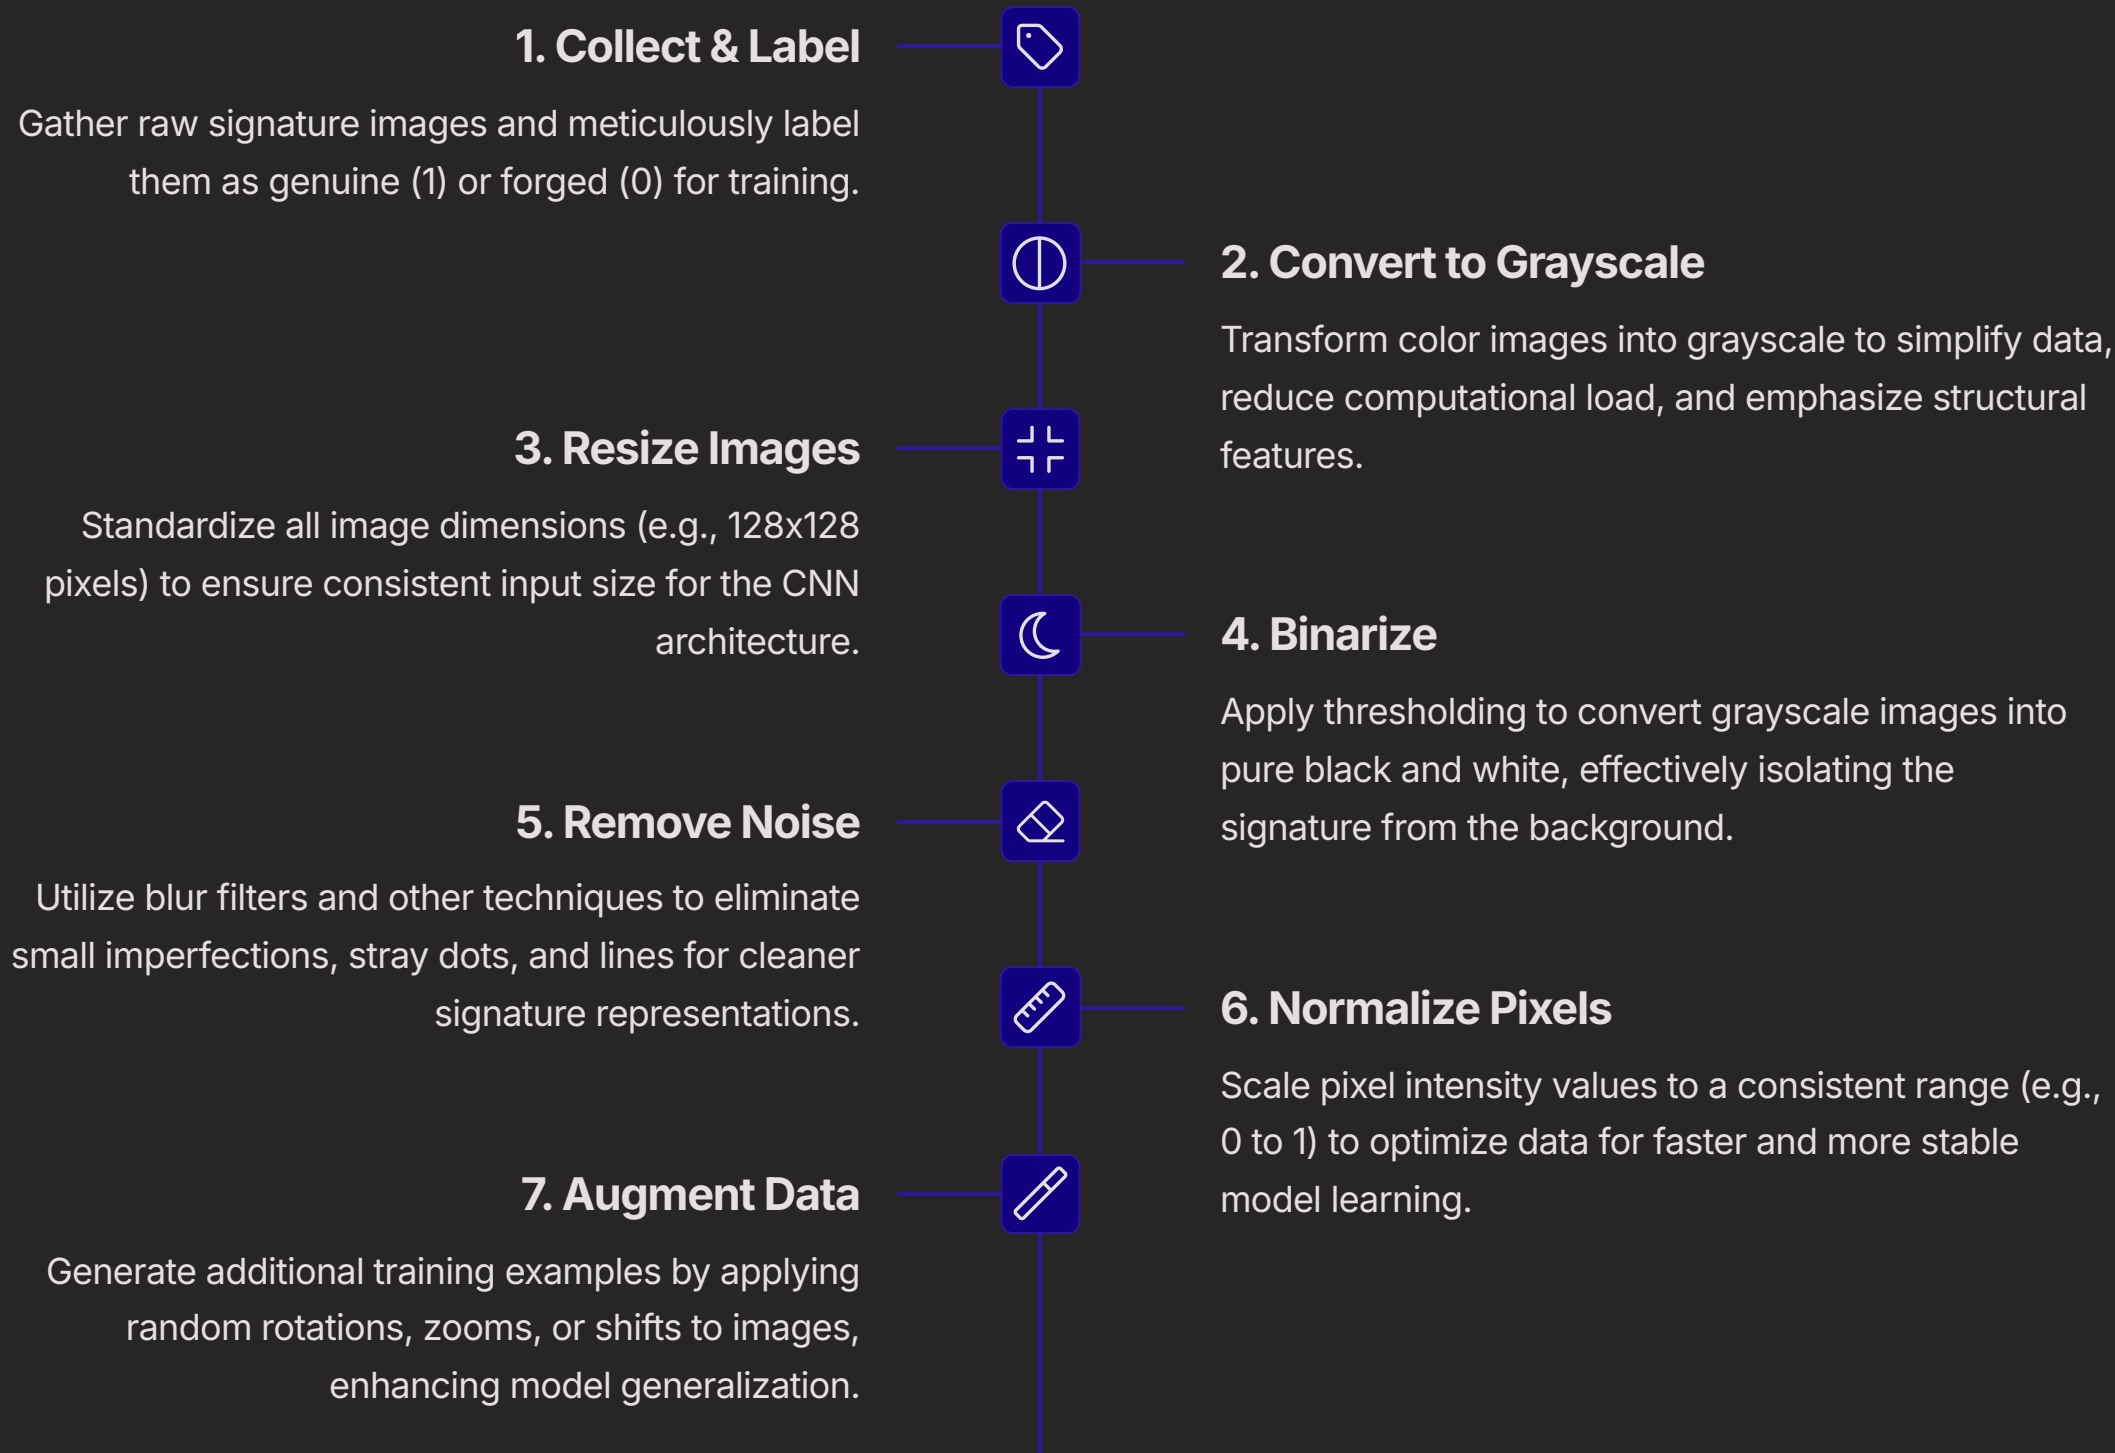 1. Collect & Label
Gather raw signature images and meticulously label
them as genuine (1) or forged (0) for training.
2. Convert to Grayscale
Transform color images into grayscale to simplify data,
reduce computational load, and emphasize structural
features.
3. Resize Images
Standardize all image dimensions (e.g., 128x128
pixels) to ensure consistent input size for the CNN
architecture.
4. Binarize
Apply thresholding to convert grayscale images into
pure black and white, effectively isolating the
signature from the background.
5. Remove Noise
Utilize blur filters and other techniques to eliminate
small imperfections, stray dots, and lines for cleaner
signature representations.
6. Normalize Pixels
Scale pixel intensity values to a consistent range (e.g.,
0 to 1) to optimize data for faster and more stable
model learning.
7. Augment Data
Generate additional training examples by applying
random rotations, zooms, or shifts to images,
enhancing model generalization.